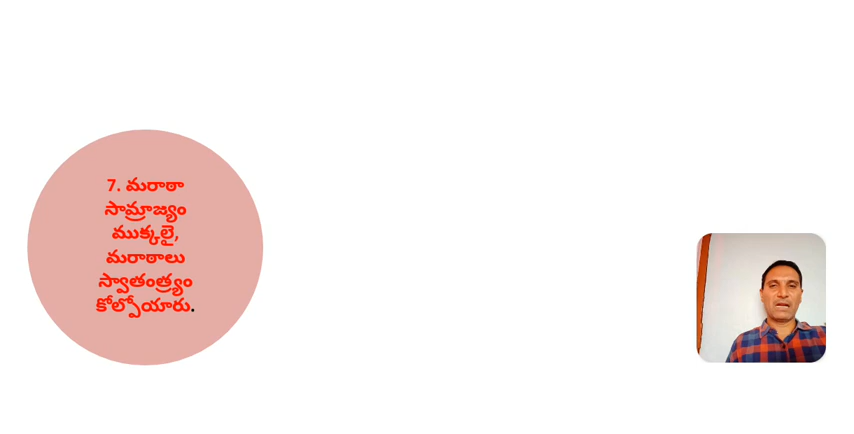 7. మరాఠా
సామ్రాజ్యం
ముక్కలై,
మరాఠాలు
స్వాతంత్ర్యం
కోల్పోయారు.